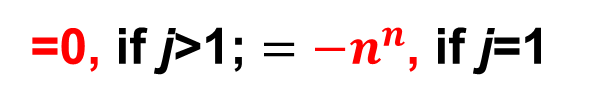 =0, if j>1; = −nⁿ, if j=1